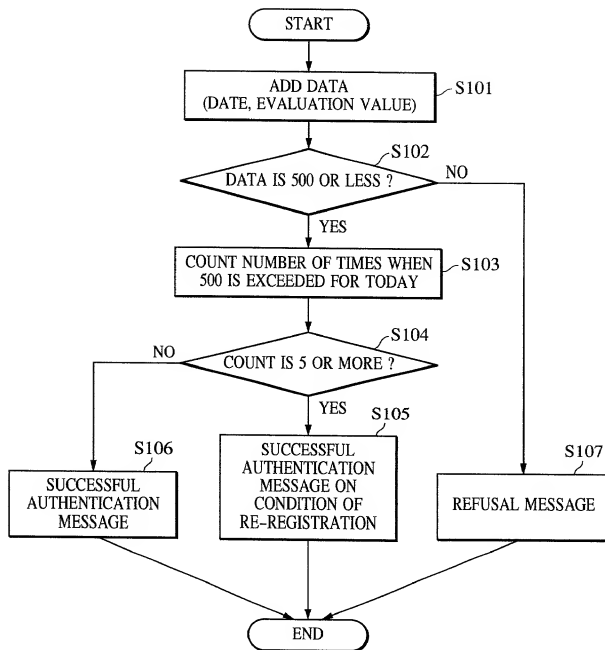 START
ADD DATA
(DATE, EVALUATION VALUE)
S101
S102
DATA IS 500 OR LESS ?
NO
YES
COUNT NUMBER OF TIMES WHEN
500 IS EXCEEDED FOR TODAY
S103
S104
NO
COUNT IS 5 OR MORE ?
YES
S106
SUCCESSFUL
AUTHENTICATION
MESSAGE
S105
SUCCESSFUL
AUTHENTICATION
MESSAGE ON
CONDITION OF
RE-REGISTRATION
S107
REFUSAL MESSAGE
END